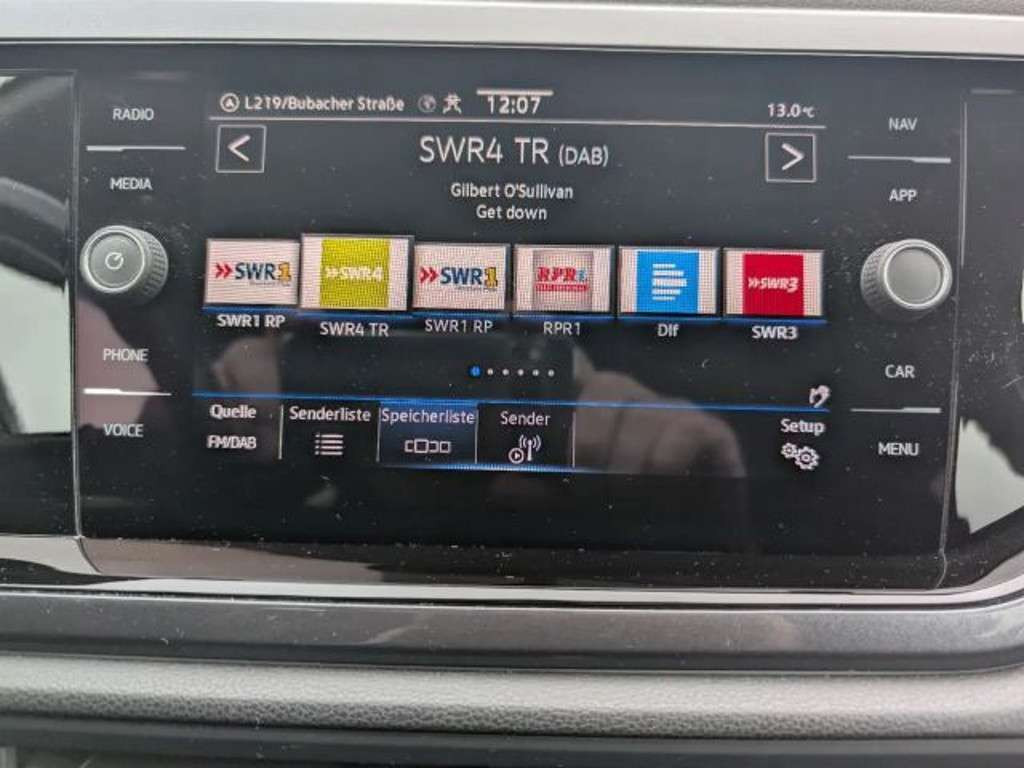 RADIO
MEDIA
PHONE
VOICE
L219/Bubacher Straße
12:07
13.0°C
SWR4 TR (DAB)
Gilbert O'Sullivan
Get down
SWR1
SWR4
SWR1
RPR1.
SWR3
SWR1 RP
SWR4 TR
SWR1 RP
RPR1
Dlf
SWR3
Quelle
FM/DAB
Senderliste
Speicherliste
Sender
Setup
NAV
APP
CAR
MENU